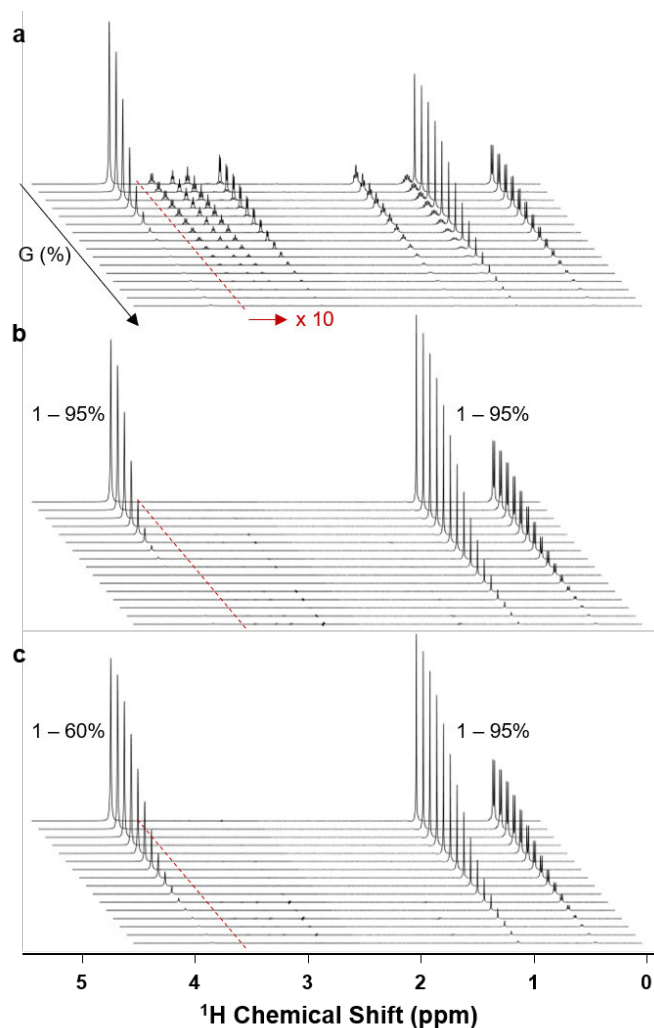 a
G (%)
x 10
b
1 – 95%
1 – 95%
c
1 – 60%
1 – 95%
5
4
3
2
1
0
¹H Chemical Shift (ppm)